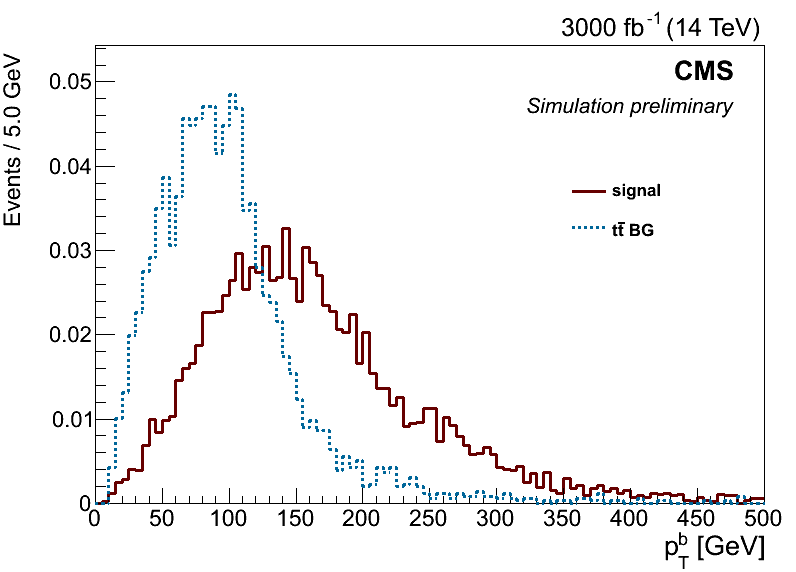 3000 fb⁻¹ (14 TeV)
CMS
Simulation preliminary
signal
tt̄ BG
Events / 5.0 GeV
0.05
0.04
0.03
0.02
0.01
0
0 50 100 150 200 250 300 350 400 450 500
p_T^b [GeV]